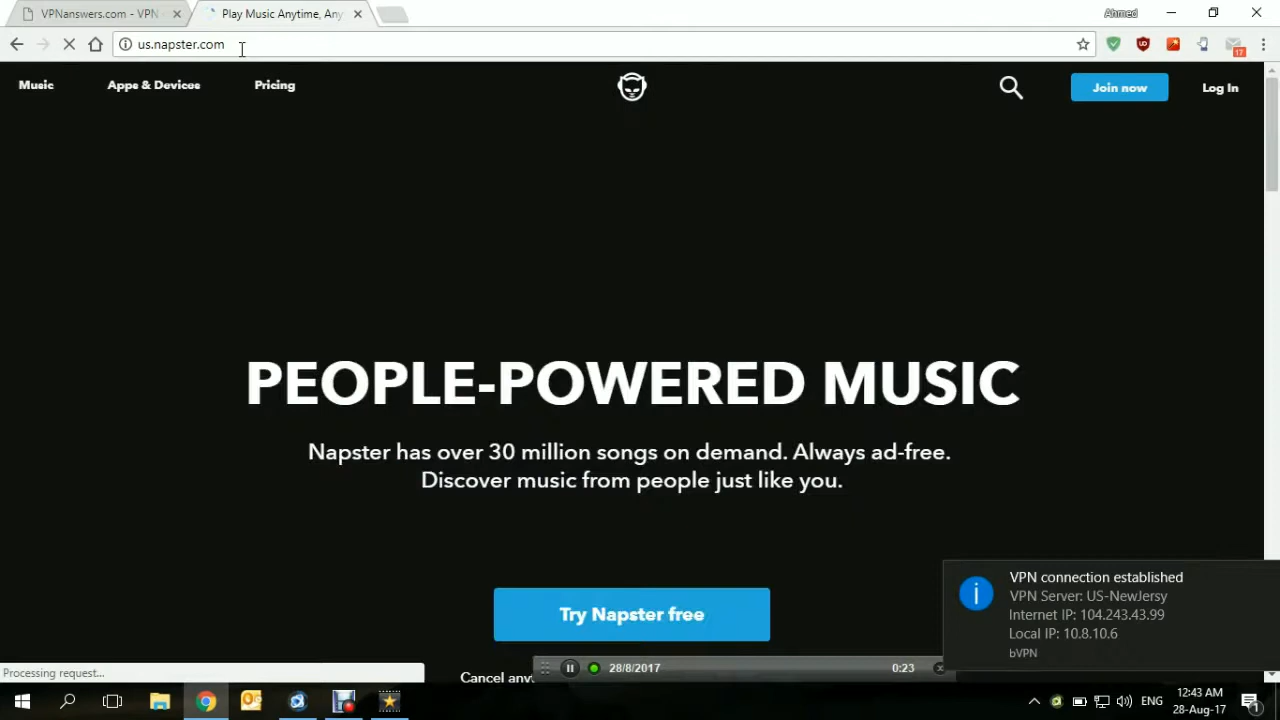 VPNanswers.com - VPN
Play Music Anytime, Any
Ahmed
us.napster.com
17
Music
Apps & Devices
Pricing
Join now
Log In
PEOPLE-POWERED MUSIC
Napster has over 30 million songs on demand. Always ad-free.
Discover music from people just like you.
Try Napster free
VPN connection established
VPN Server: US-NewJersy
Internet IP: 104.243.43.99
Local IP: 10.8.10.6
bVPN
Processing request...
Cancel any
28/8/2017
0:23
ENG
12:43 AM
28-Aug-17
1